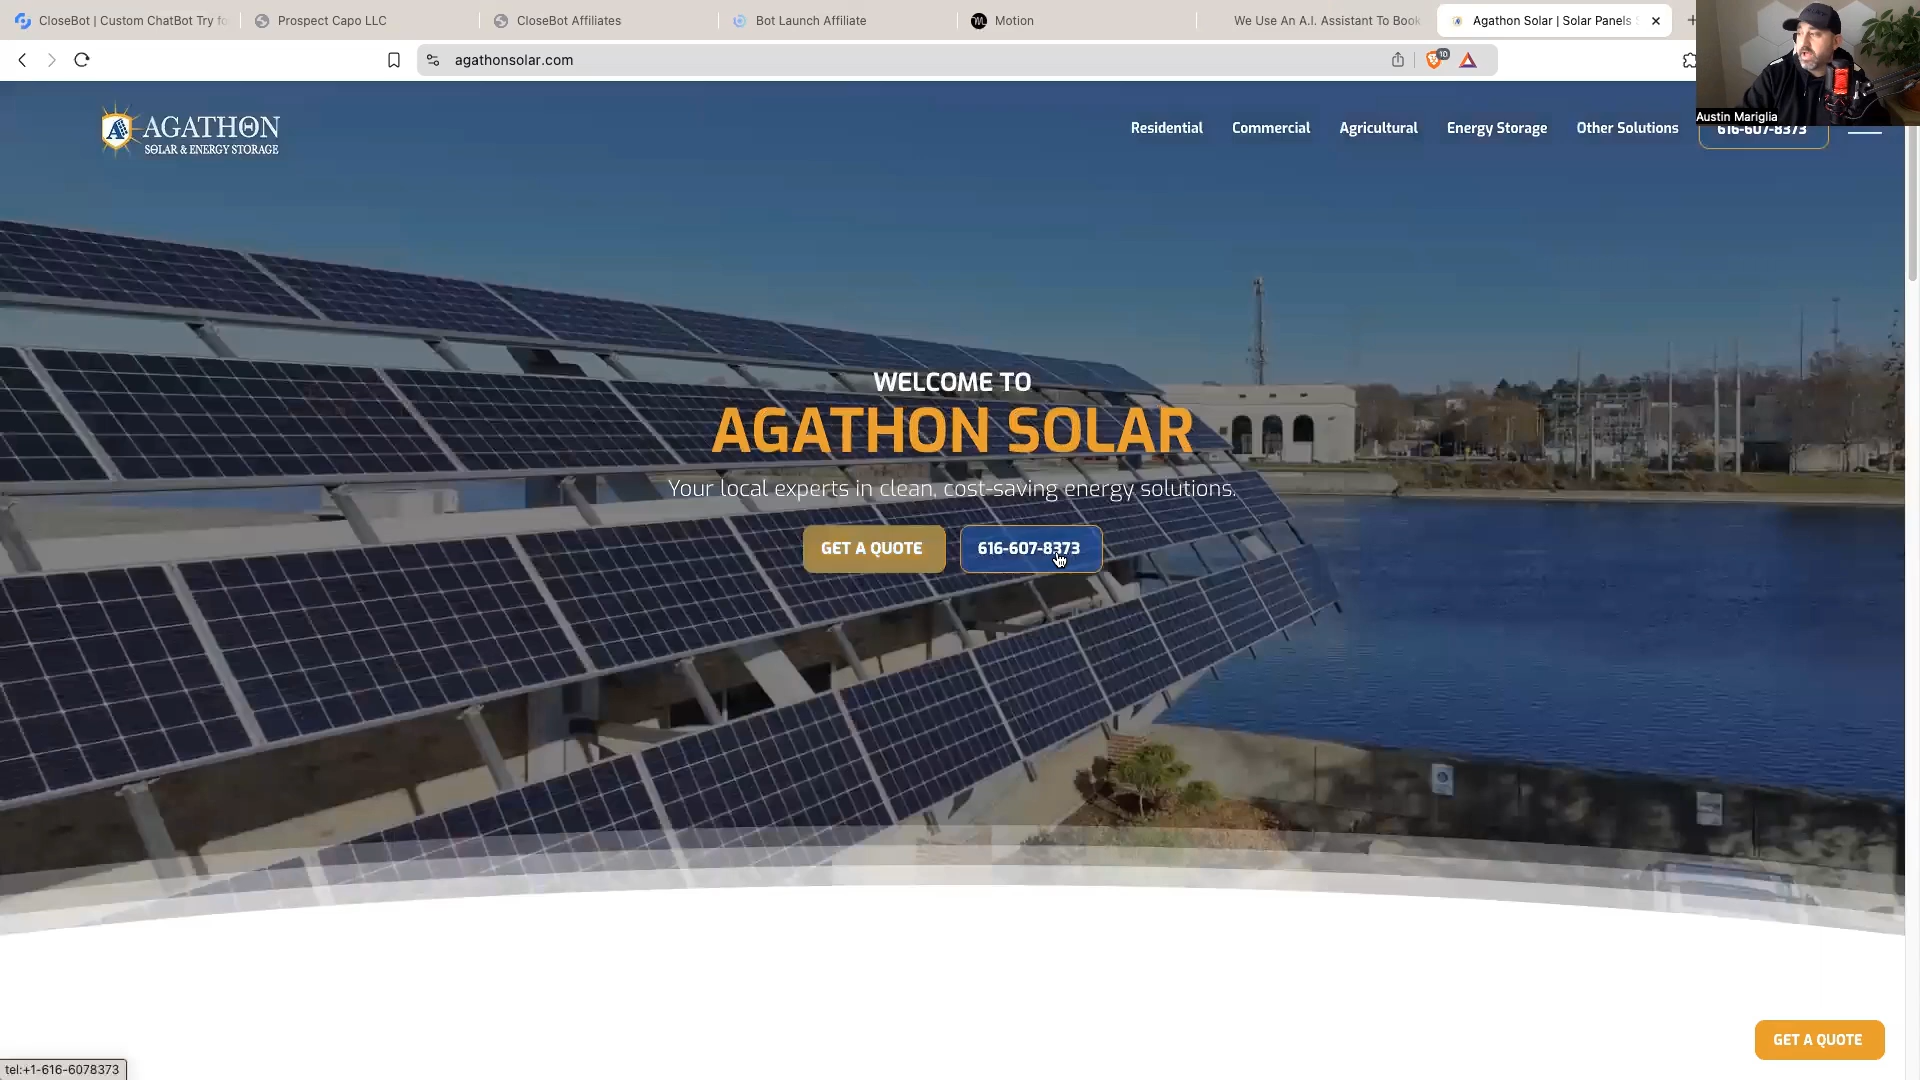 CloseBot | Custom ChatBot Try fo
Prospect Capo LLC
CloseBot Affiliates
Bot Launch Affiliate
Motion
We Use An A.I. Assistant To Book
Agathon Solar | Solar Panels S
agathonsolar.com
10
Austin Mariglia
AGATHON
SOLAR & ENERGY STORAGE
Residential
Commercial
Agricultural
Energy Storage
Other Solutions
616-607-8373
WELCOME TO
AGATHON SOLAR
Your local experts in clean, cost-saving energy solutions.
GET A QUOTE
616-607-8373
GET A QUOTE
tel:+1-616-6078373